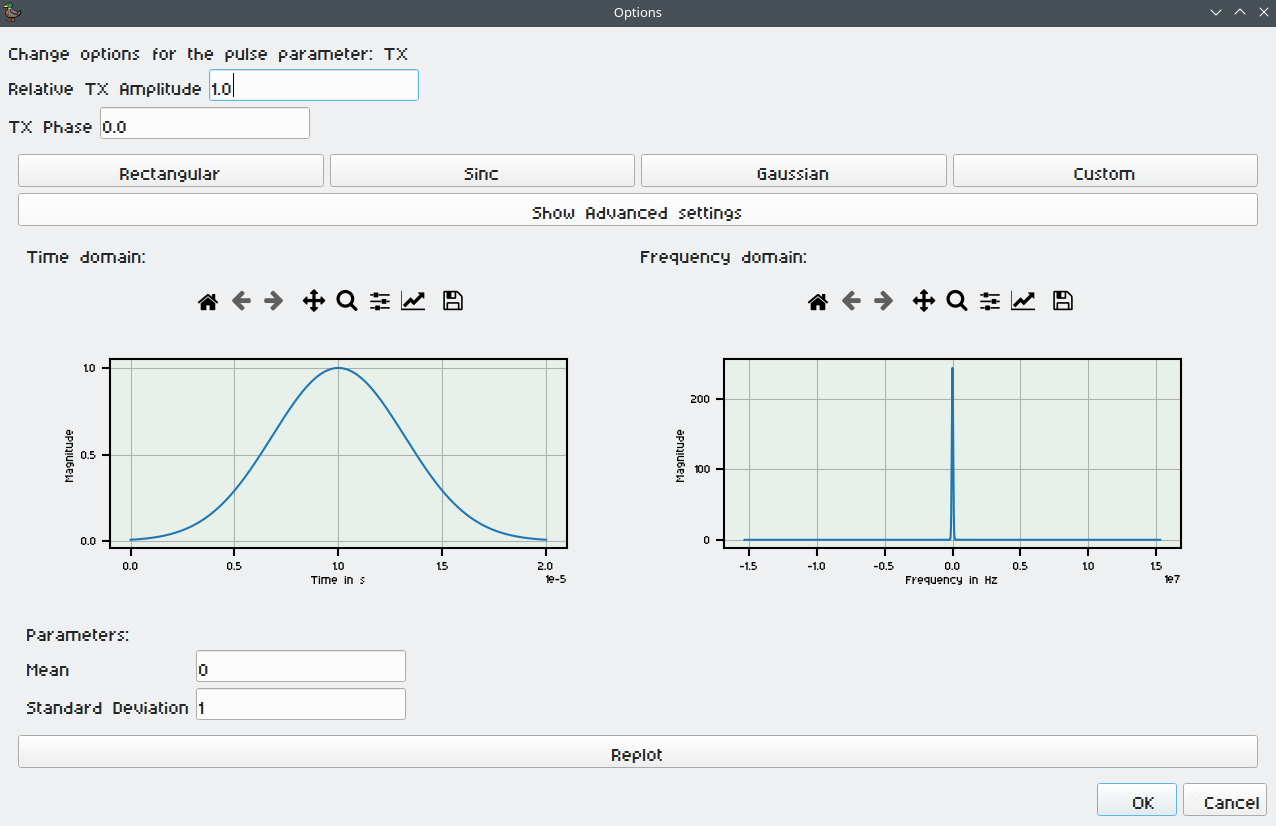 Options
Change options for the pulse parameter: TX
Relative TX Amplitude 1.0
TX Phase 0.0
Rectangular Sinc Gaussian Custom
Show Advanced settings
Time domain: Frequency domain:
1.0
0.5
0.0
Magnitude
0.0 0.5 1.0 1.5 2.0
1e-5
Time in s
200
100
0
Magnitude
-1.5 -1.0 -0.5 0.0 0.5 1.0 1.5
1e7
Frequency in Hz
Parameters:
Mean 0
Standard Deviation 1
Replot
OK Cancel